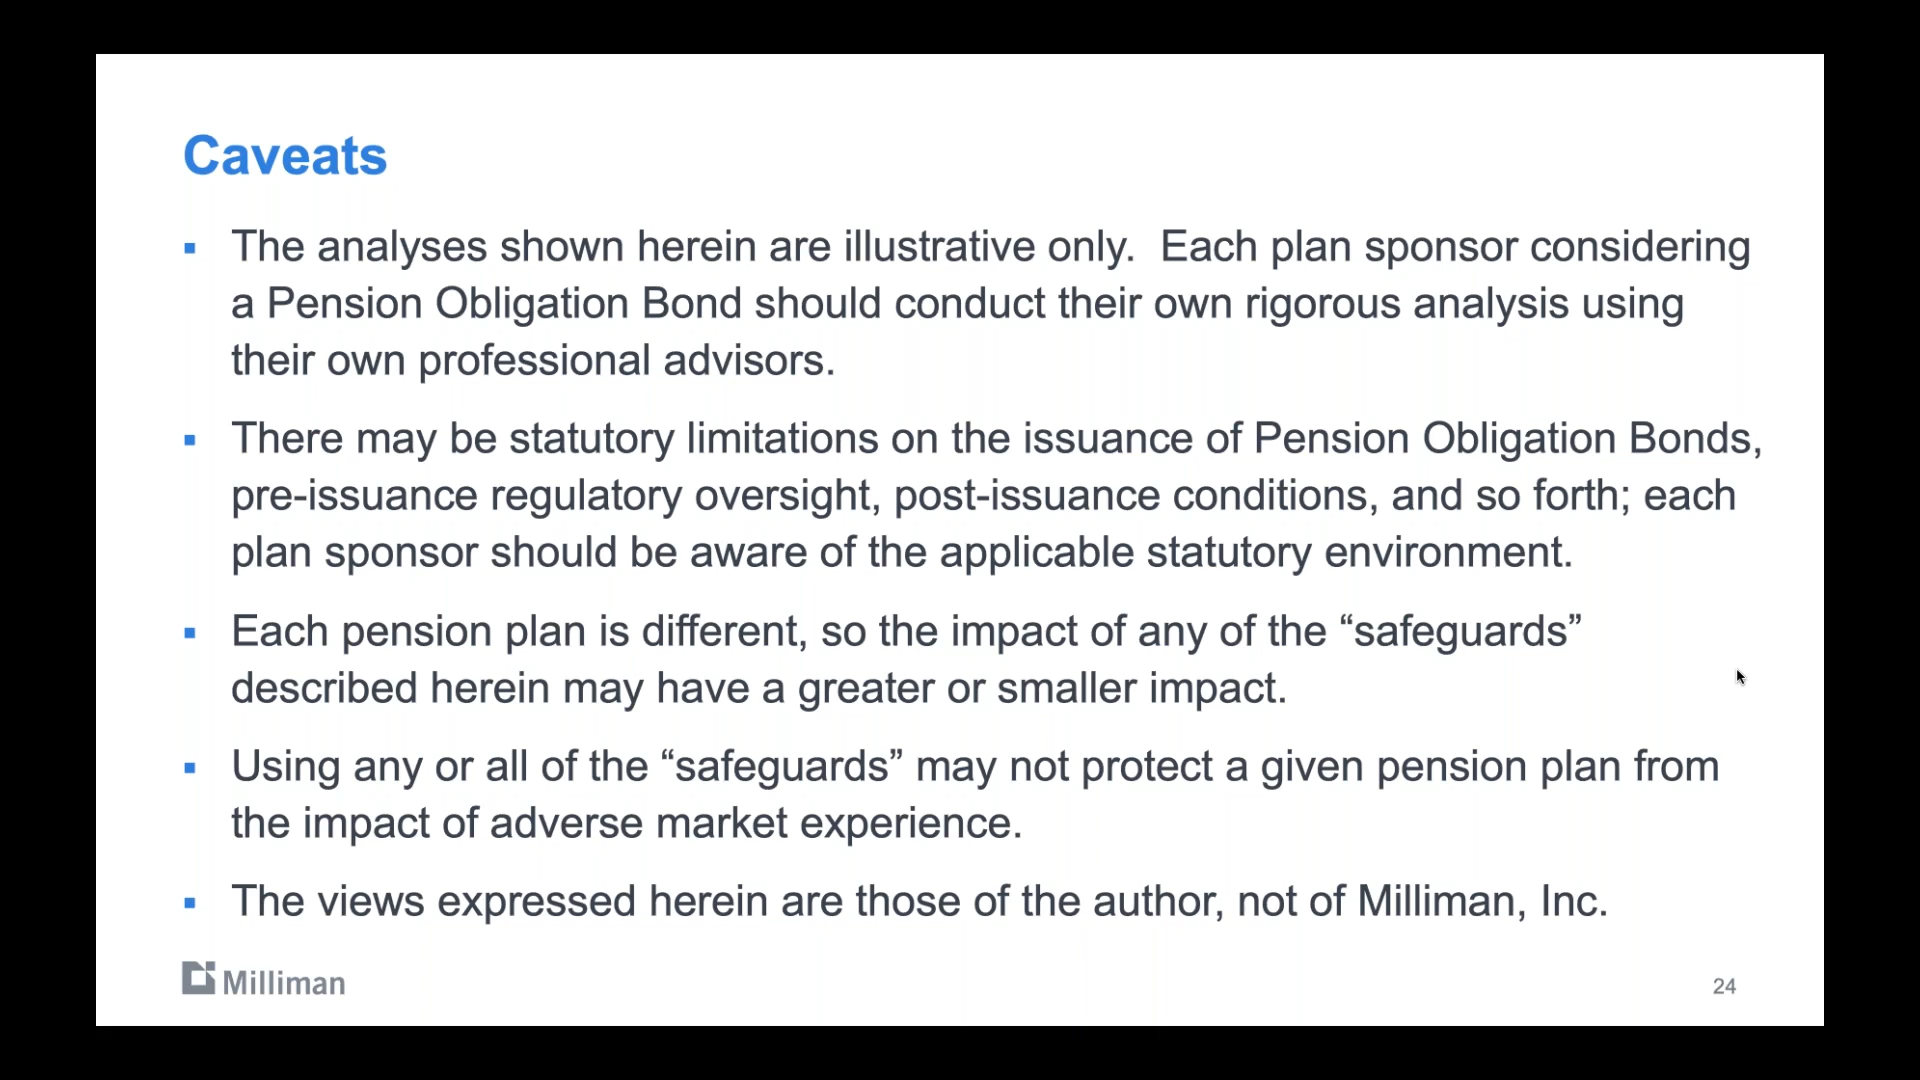 Caveats
▪ The analyses shown herein are illustrative only.  Each plan sponsor considering
a Pension Obligation Bond should conduct their own rigorous analysis using
their own professional advisors.
▪ There may be statutory limitations on the issuance of Pension Obligation Bonds,
pre-issuance regulatory oversight, post-issuance conditions, and so forth; each
plan sponsor should be aware of the applicable statutory environment.
▪ Each pension plan is different, so the impact of any of the “safeguards”
described herein may have a greater or smaller impact.
▪ Using any or all of the “safeguards” may not protect a given pension plan from
the impact of adverse market experience.
▪ The views expressed herein are those of the author, not of Milliman, Inc.
Milliman
24